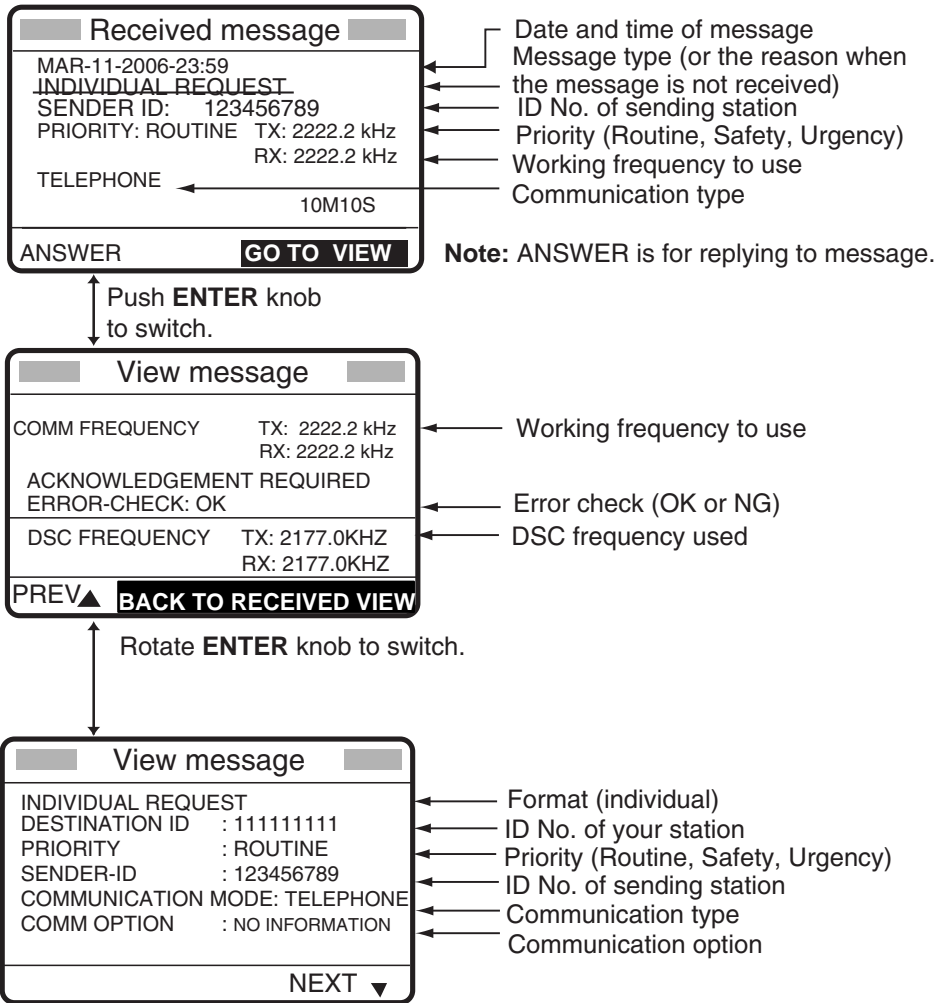 Received message
MAR-11-2006-23:59
INDIVIDUAL REQUEST
SENDER ID: 123456789
PRIORITY: ROUTINE TX: 2222.2 kHz
RX: 2222.2 kHz
TELEPHONE
10M10S
ANSWER GO TO VIEW
Date and time of message
Message type (or the reason when
the message is not received)
ID No. of sending station
Priority (Routine, Safety, Urgency)
Working frequency to use
Communication type
Note: ANSWER is for replying to message.
Push ENTER knob
to switch.
View message
COMM FREQUENCY TX: 2222.2 kHz
RX: 2222.2 kHz
ACKNOWLEDGEMENT REQUIRED
ERROR-CHECK: OK
DSC FREQUENCY TX: 2177.0KHZ
RX: 2177.0KHZ
PREV▲ BACK TO RECEIVED VIEW
Working frequency to use
Error check (OK or NG)
DSC frequency used
Rotate ENTER knob to switch.
View message
INDIVIDUAL REQUEST
DESTINATION ID : 111111111
PRIORITY : ROUTINE
SENDER-ID : 123456789
COMMUNICATION MODE: TELEPHONE
COMM OPTION : NO INFORMATION
NEXT ▼
Format (individual)
ID No. of your station
Priority (Routine, Safety, Urgency)
ID No. of sending station
Communication type
Communication option